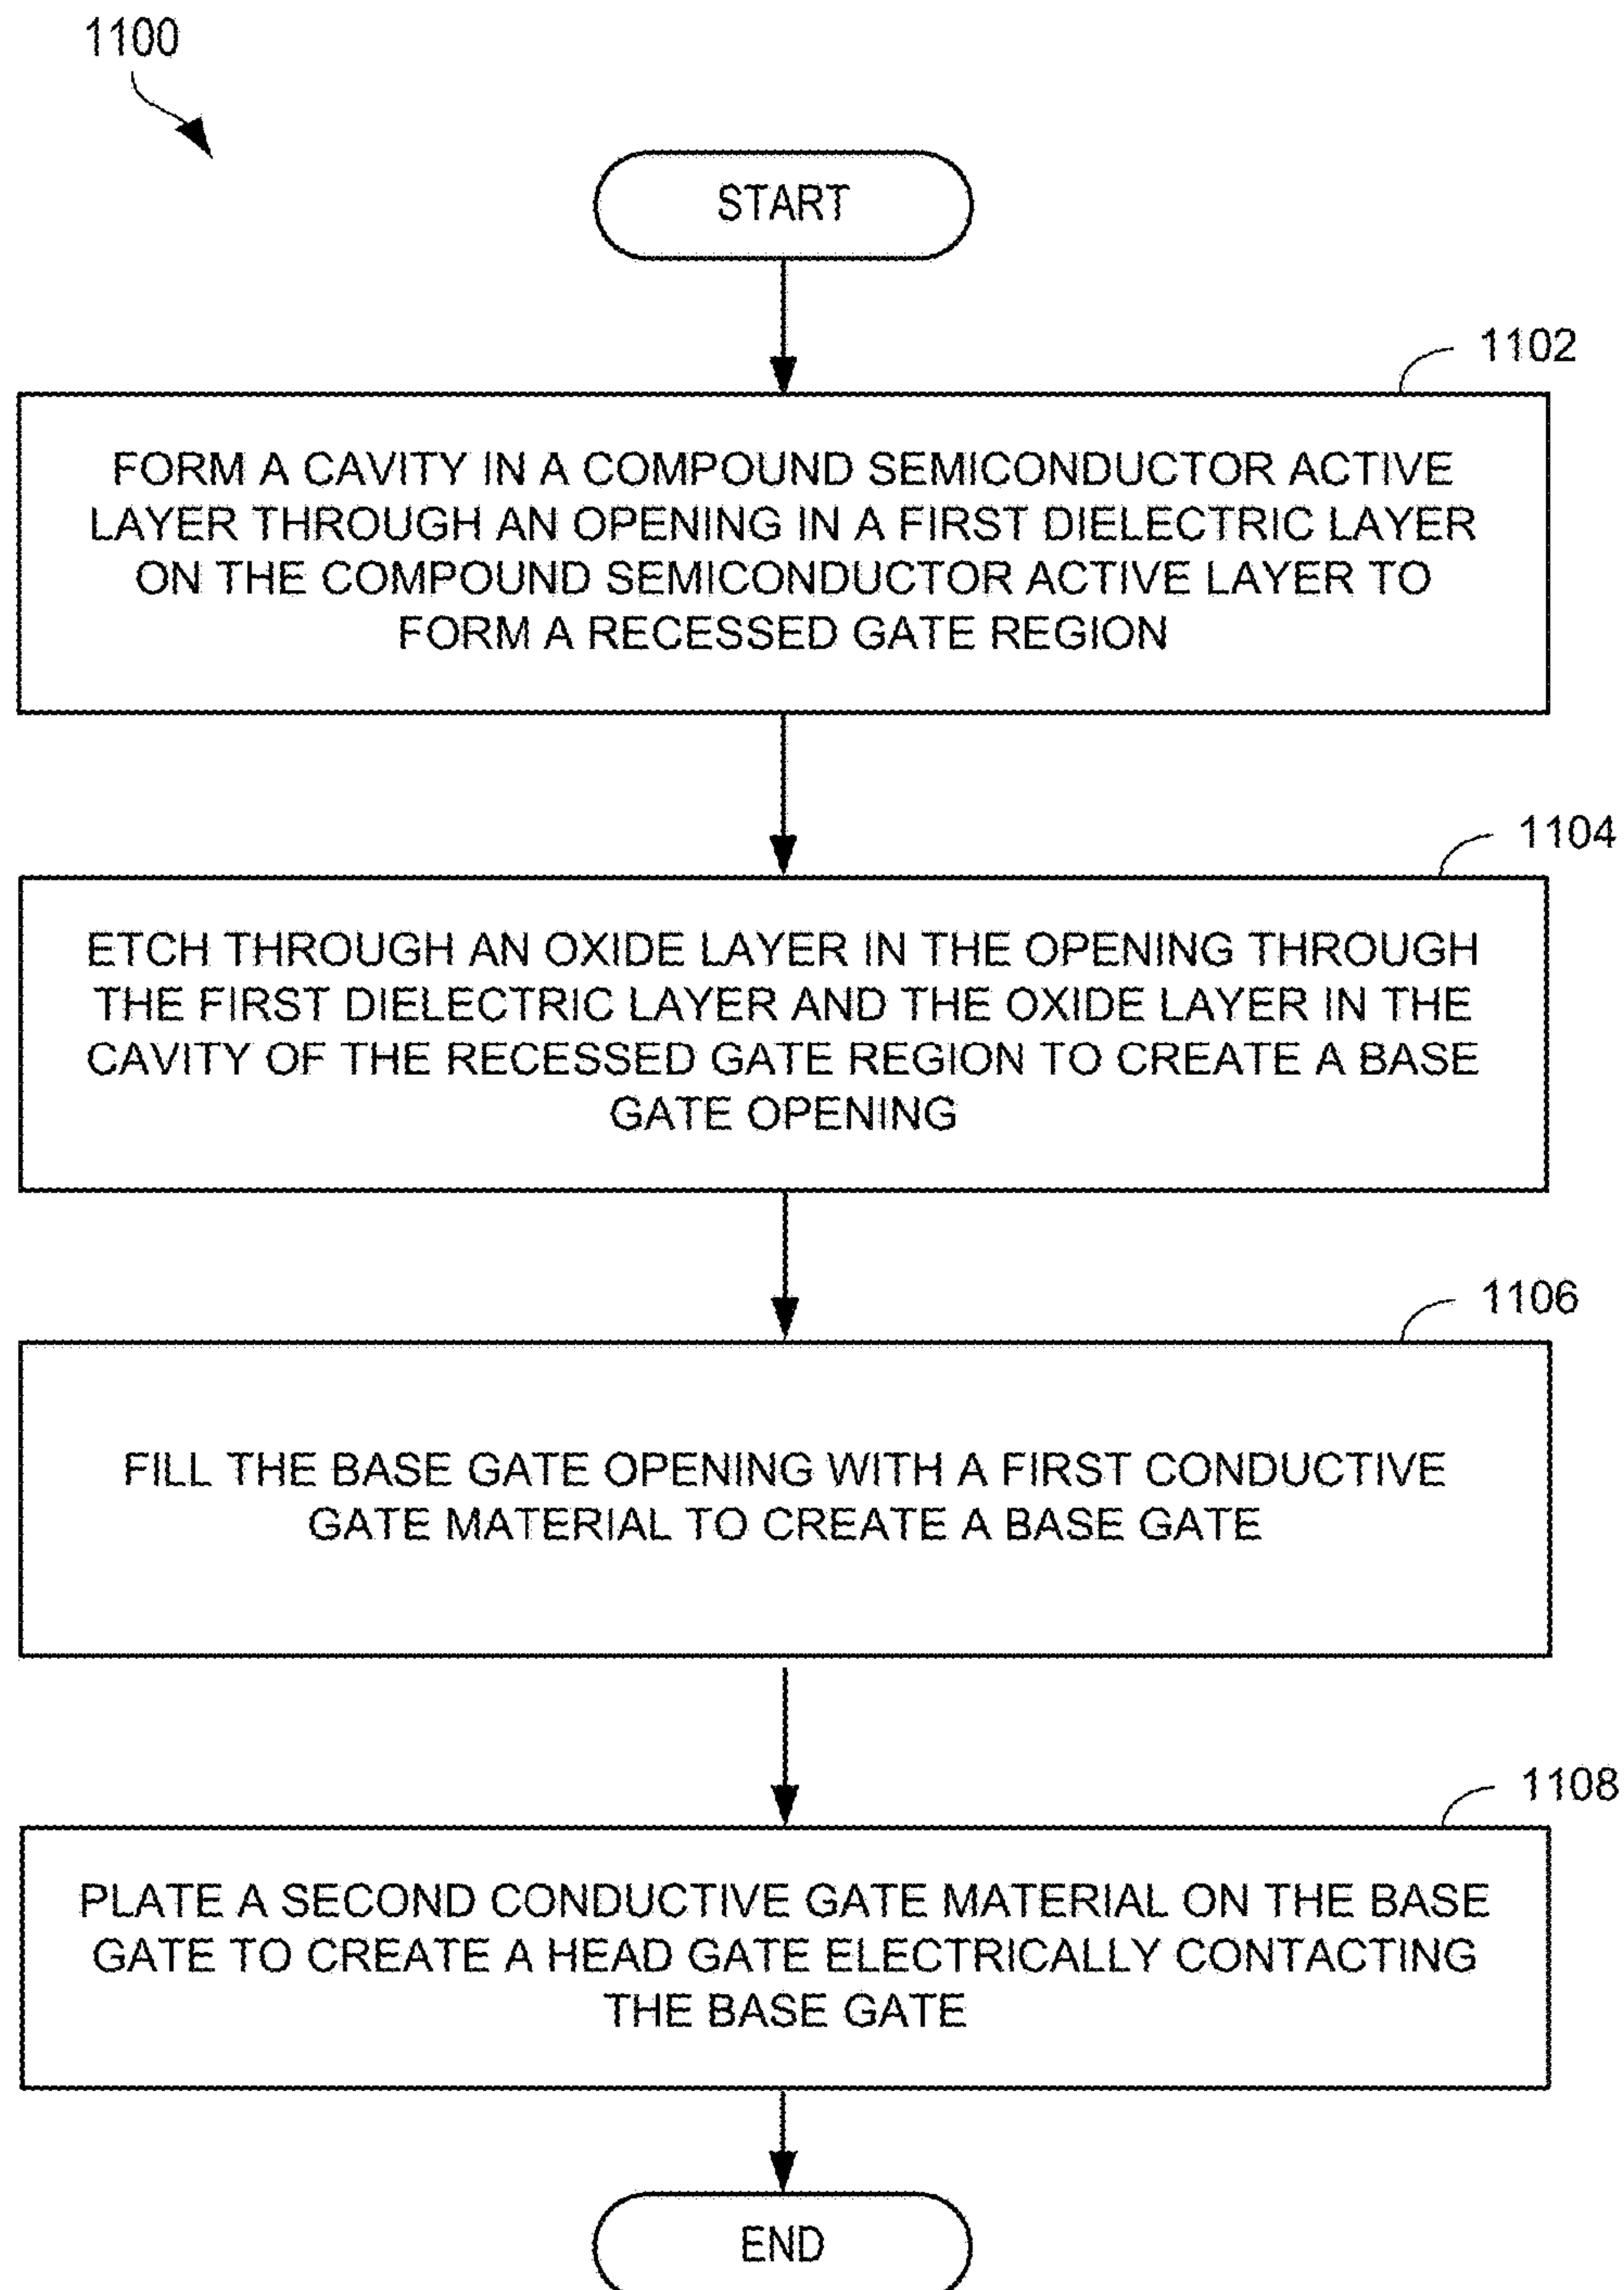 1100
START
1102
FORM A CAVITY IN A COMPOUND SEMICONDUCTOR ACTIVE
LAYER THROUGH AN OPENING IN A FIRST DIELECTRIC LAYER
ON THE COMPOUND SEMICONDUCTOR ACTIVE LAYER TO
FORM A RECESSED GATE REGION
1104
ETCH THROUGH AN OXIDE LAYER IN THE OPENING THROUGH
THE FIRST DIELECTRIC LAYER AND THE OXIDE LAYER IN THE
CAVITY OF THE RECESSED GATE REGION TO CREATE A BASE
GATE OPENING
1106
FILL THE BASE GATE OPENING WITH A FIRST CONDUCTIVE
GATE MATERIAL TO CREATE A BASE GATE
1108
PLATE A SECOND CONDUCTIVE GATE MATERIAL ON THE BASE
GATE TO CREATE A HEAD GATE ELECTRICALLY CONTACTING
THE BASE GATE
END